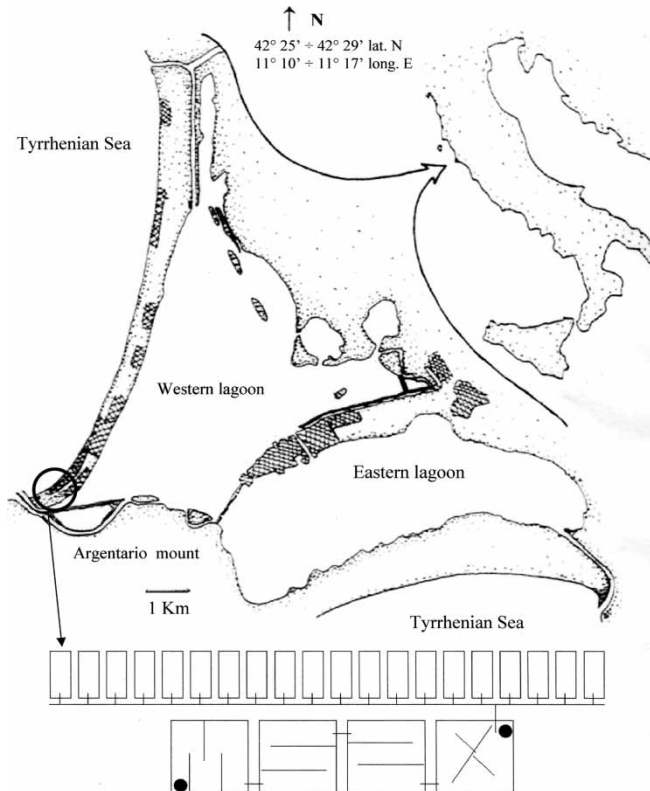 N
42° 25’ ÷ 42° 29’ lat. N
11° 10’ ÷ 11° 17’ long. E
Tyrrhenian Sea
Western lagoon
Eastern lagoon
Argentario mount
1 Km
Tyrrhenian Sea